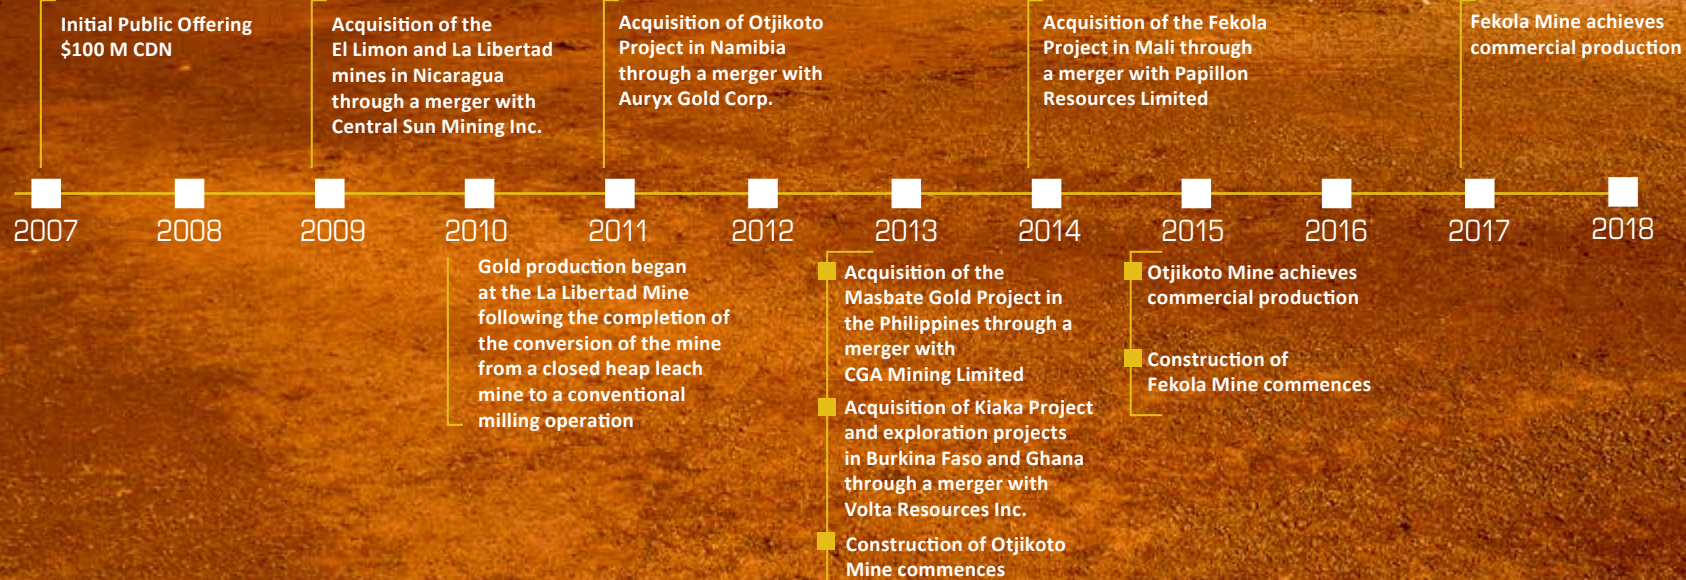 Initial Public Offering
$100 M CDN
Acquisition of the
El Limon and La Libertad
mines in Nicaragua
through a merger with
Central Sun Mining Inc.
Acquisition of Otjikoto
Project in Namibia
through a merger with
Auryx Gold Corp.
Acquisition of the Fekola
Project in Mali through
a merger with Papillon
Resources Limited
Fekola Mine achieves
commercial production
2007 2008 2009 2010 2011 2012 2013 2014 2015 2016 2017 2018
Gold production began
at the La Libertad Mine
following the completion of
the conversion of the mine
from a closed heap leach
mine to a conventional
milling operation
Acquisition of the
Masbate Gold Project in
the Philippines through a
merger with
CGA Mining Limited
Acquisition of Kiaka Project
and exploration projects
in Burkina Faso and Ghana
through a merger with
Volta Resources Inc.
Construction of Otjikoto
Mine commences
Otjikoto Mine achieves
commercial production
Construction of
Fekola Mine commences